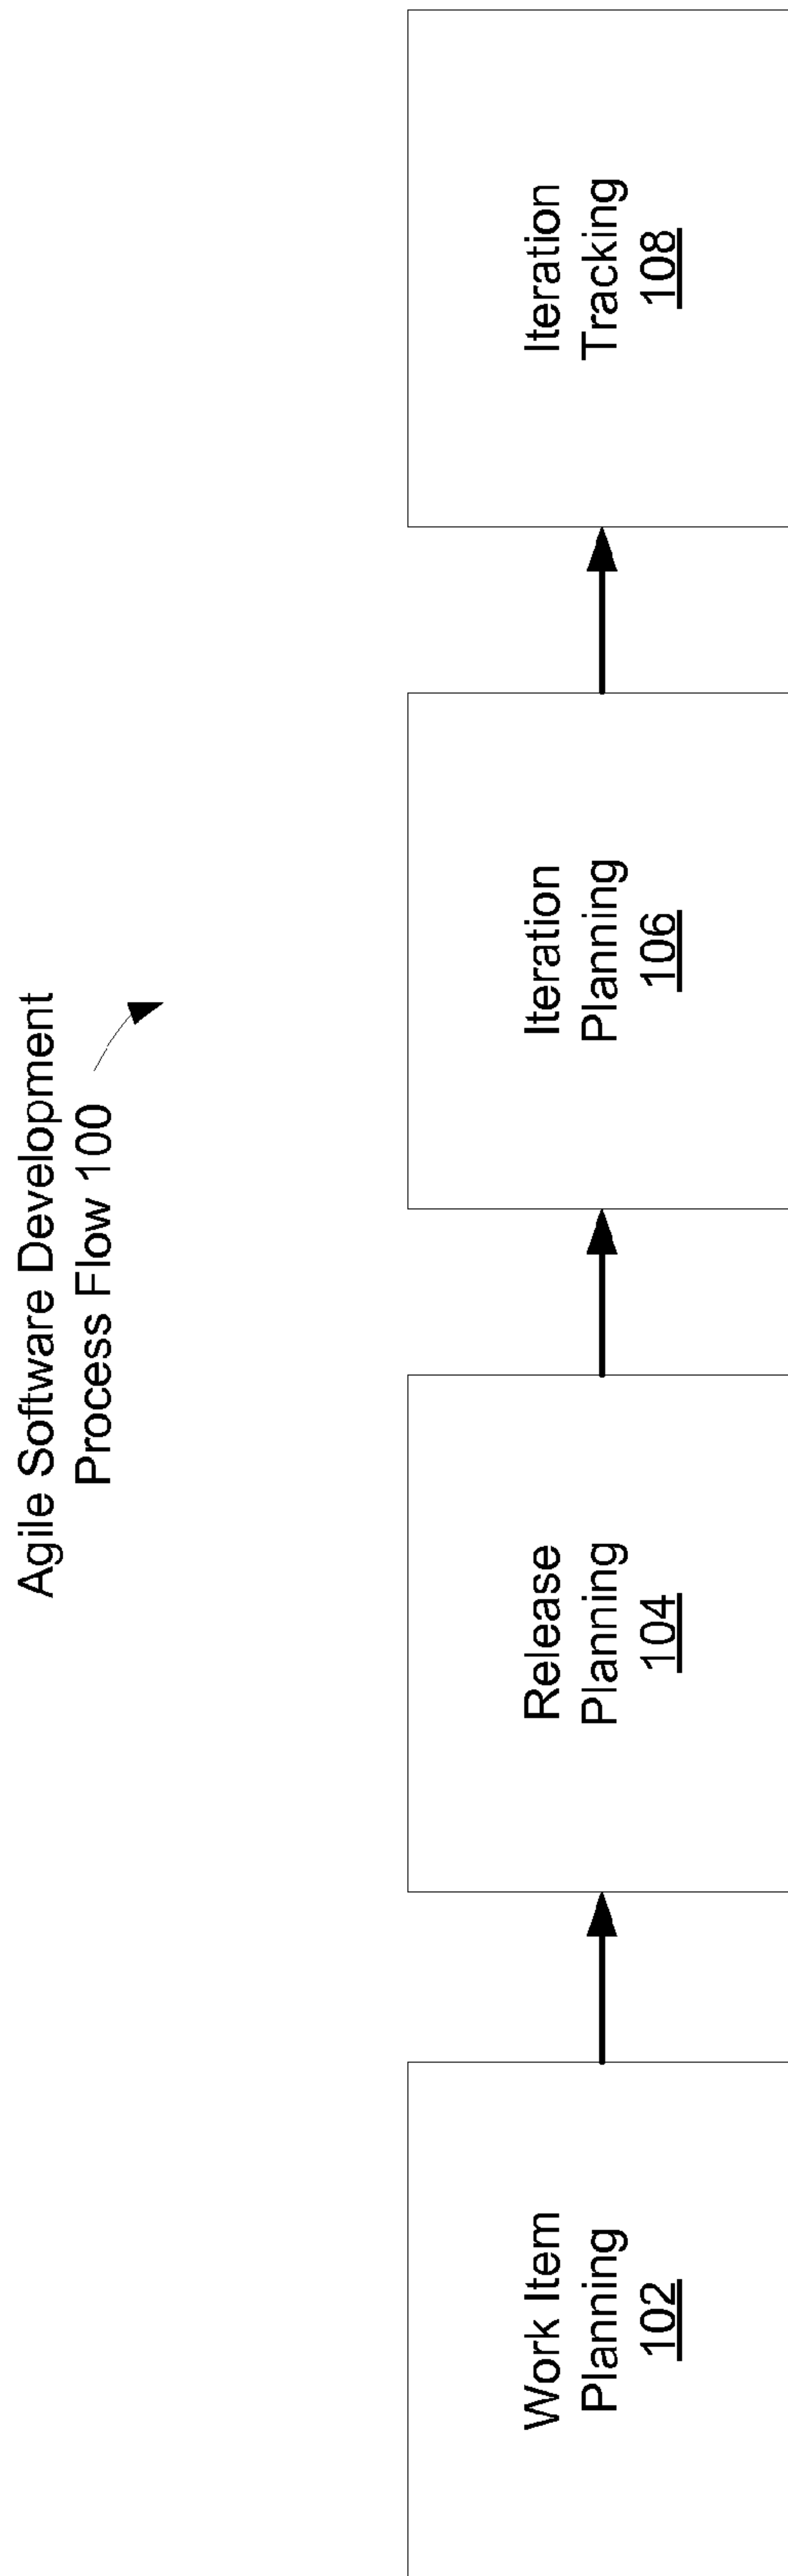 Agile Software Development
Process Flow 100
Work Item
Planning
102
Release
Planning
104
Iteration
Planning
106
Iteration
Tracking
108